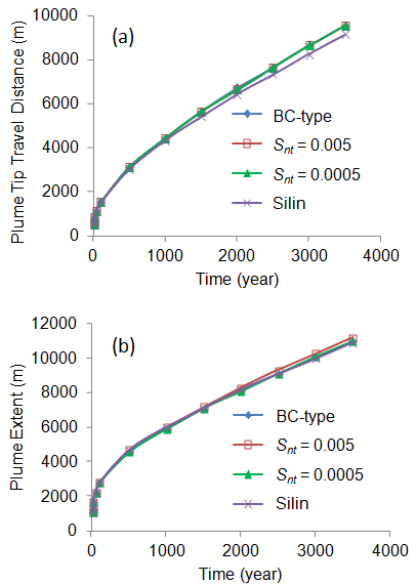 (a)
Plume Tip Travel Distance (m)
10000
8000
6000
4000
2000
0
0 1000 2000 3000 4000
Time (year)
BC-type
Snt = 0.005
Snt = 0.0005
Silin
(b)
Plume Extent (m)
12000
10000
8000
6000
4000
2000
0
0 1000 2000 3000 4000
Time (year)
BC-type
Snt = 0.005
Snt = 0.0005
Silin